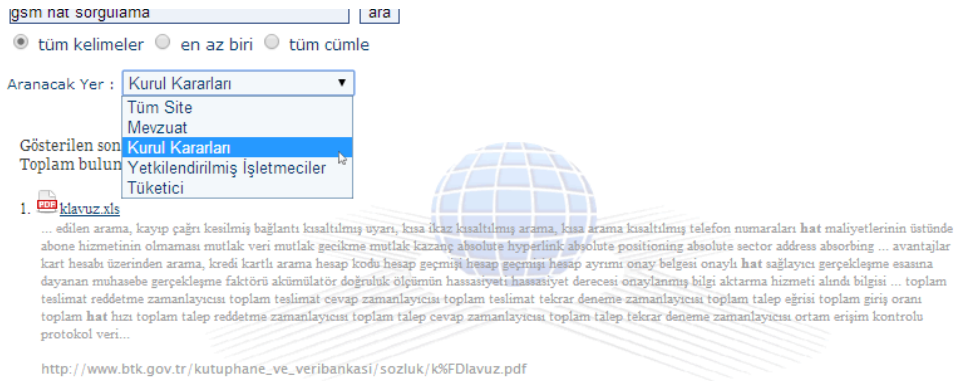 gsm hat sorgulama ara
tüm kelimeler en az biri tüm cümle
Aranacak Yer : Kurul Kararları
Tüm Site
Mevzuat
Kurul Kararları
Yetkilendirilmiş İşletmeciler
Tüketici
Gösterilen son
Toplam bulun
1. klavuz.xls
... edilen arama, kayıp çağrı kesilmiş bağlantı kısaltılmış uyarı, kısa ikaz kısaltılmış arama, kısa arama kısaltılmış telefon numaraları hat maliyetlerinin üstünde
abone hizmetinin olmaması mutlak veri mutlak gecikme mutlak kazanç absolute hyperlink absolute positioning absolute sector address absorbing ... avantajlar
kart hesabı üzerinden arama, kredi kartlı arama hesap kodu hesap geçmişi hesap geçmişi hesap ayrımı onay belgesi onaylı hat sağlayıcı gerçekleşme esasına
dayanan muhasebe gerçekleşme faktörü akümülatör doğruluk ölçümün hassasiyeti hassasiyet derecesi onaylanmış bilgi aktarma hizmeti alındı bilgisi ... toplam
teslimat reddetme zamanlayıcısı toplam teslimat cevap zamanlayıcısı toplam teslimat tekrar deneme zamanlayıcısı toplam talep eğrisi toplam giriş oranı
toplam hat hızı toplam talep reddetme zamanlayıcısı toplam talep cevap zamanlayıcısı toplam talep tekrar deneme zamanlayıcısı ortam erişim kontrolu
protokol veri...
http://www.btk.gov.tr/kutuphane_ve_veribankasi/sozluk/k%FDlavuz.pdf